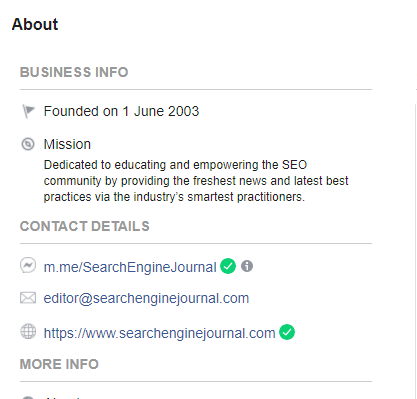 About
BUSINESS INFO
Founded on 1 June 2003
Mission
Dedicated to educating and empowering the SEO
community by providing the freshest news and latest best
practices via the industry's smartest practitioners.
CONTACT DETAILS
m.me/SearchEngineJournal
editor@searchenginejournal.com
https://www.searchenginejournal.com
MORE INFO